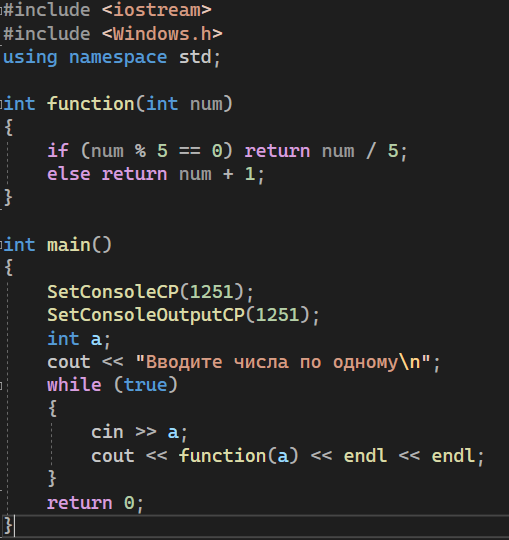 #include <iostream>
#include <Windows.h>
using namespace std;

int function(int num)
{
    if (num % 5 == 0) return num / 5;
    else return num + 1;
}

int main()
{
    SetConsoleCP(1251);
    SetConsoleOutputCP(1251);
    int a;
    cout << "Вводите числа по одному\n";
    while (true)
    {
        cin >> a;
        cout << function(a) << endl << endl;
    }
    return 0;
}